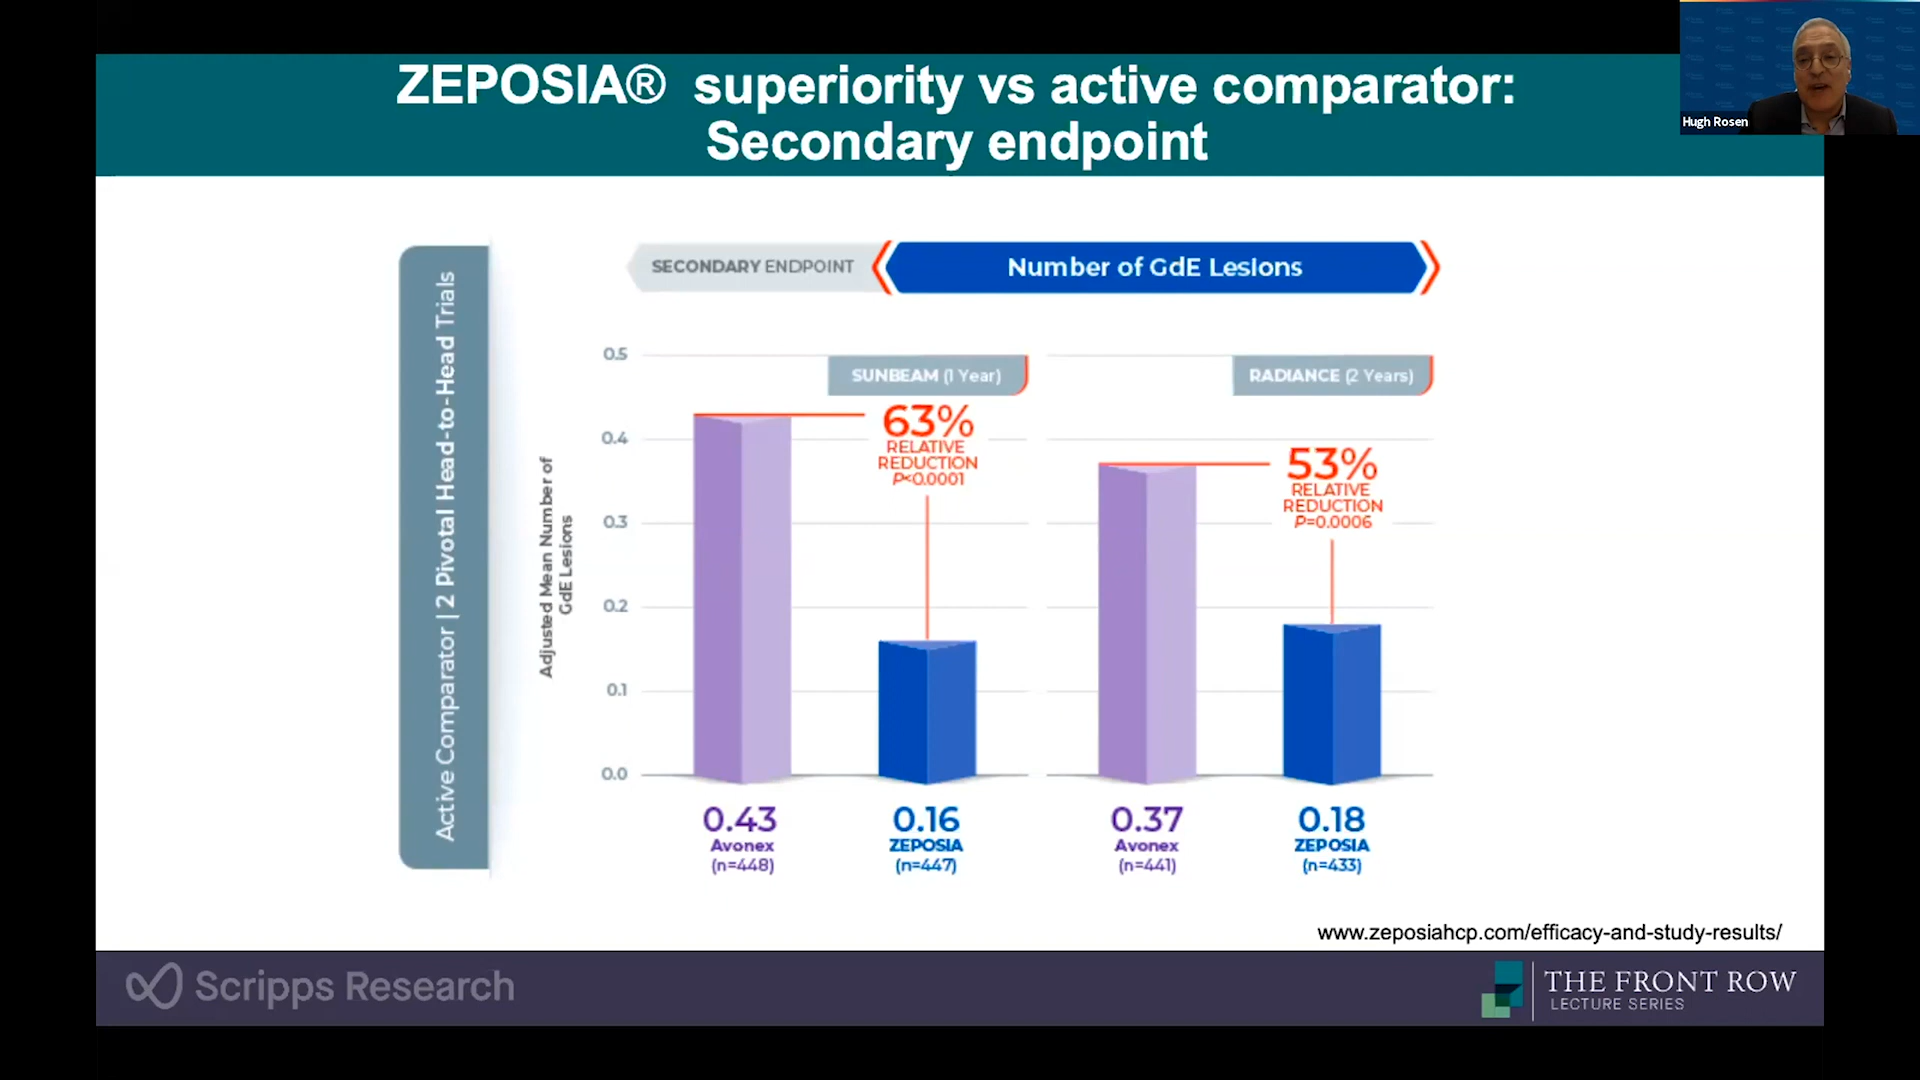 ZEPOSIA® superiority vs active comparator:
Secondary endpoint
Hugh Rosen
Active Comparator | 2 Pivotal Head-to-Head Trials
SECONDARY ENDPOINT
Number of GdE Lesions
Adjusted Mean Number of
GdE Lesions
0.5
0.4
0.3
0.2
0.1
0.0
SUNBEAM (1 Year)
63%
RELATIVE
REDUCTION
P<0.0001
RADIANCE (2 Years)
53%
RELATIVE
REDUCTION
P=0.0006
0.43
Avonex
(n=448)
0.16
ZEPOSIA
(n=447)
0.37
Avonex
(n=441)
0.18
ZEPOSIA
(n=433)
www.zeposiahcp.com/efficacy-and-study-results/
Scripps Research
THE FRONT ROW
LECTURE SERIES